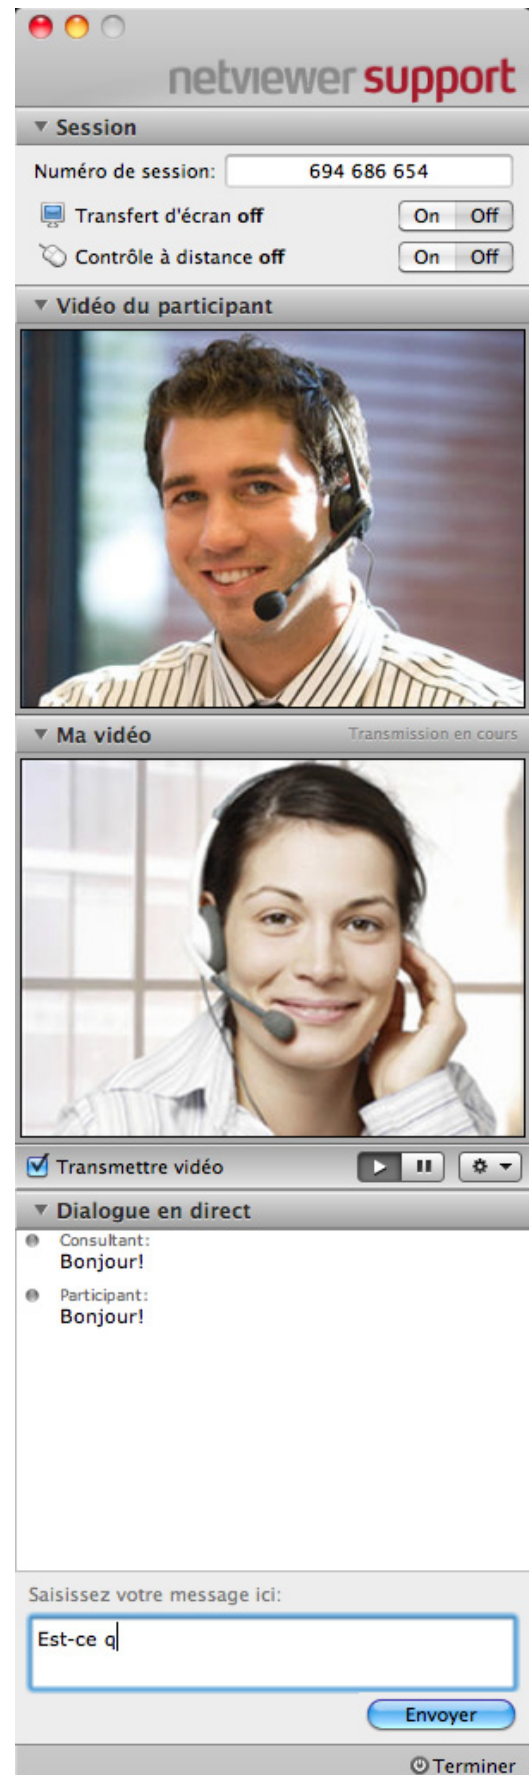 netviewer support
Session
Numéro de session: 694 686 654
Transfert d'écran off On Off
Contrôle à distance off On Off
Vidéo du participant
Ma vidéo Transmission en cours
Transmettre vidéo
Dialogue en direct
Consultant:
Bonjour!
Participant:
Bonjour!
Saisissez votre message ici:
Est-ce q
Envoyer
Terminer